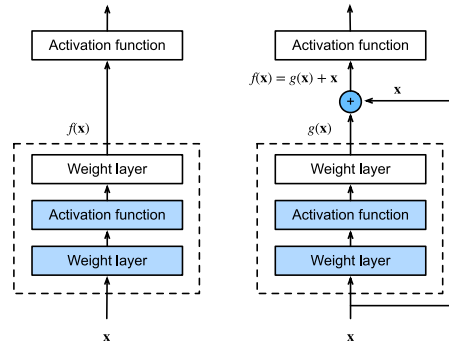 Activation function
f(x)
Weight layer
Activation function
Weight layer
x
Activation function
f(x) = g(x) + x
+
x
g(x)
Weight layer
Activation function
Weight layer
x